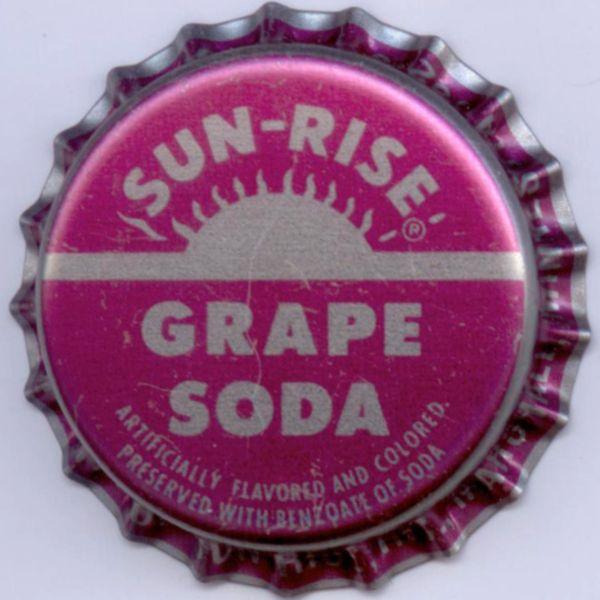 SUN-RISE®
GRAPE
SODA
ARTIFICIALLY FLAVORED AND COLORED.
PRESERVED WITH BENZOATE OF SODA